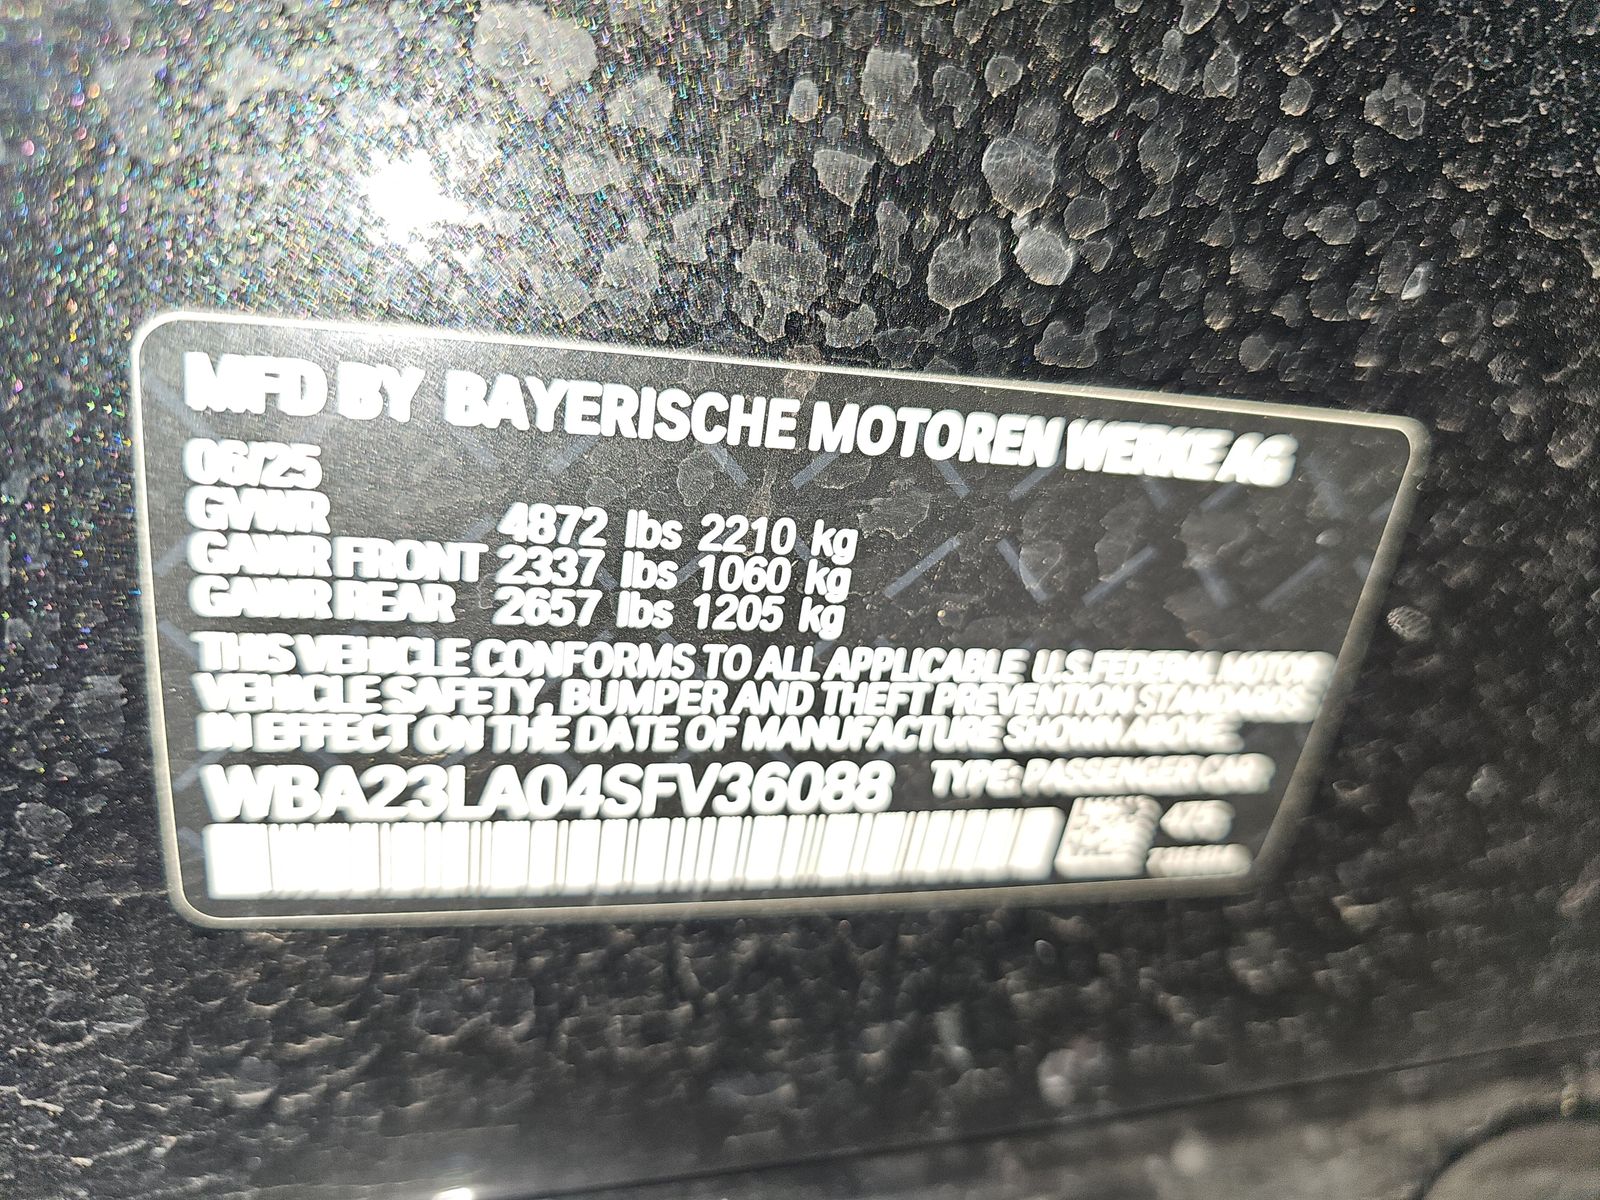 MFD BY BAYERISCHE MOTOREN WERKE AG
06/25
GVWR 4872 lbs 2210 kg
GAWR FRONT 2337 lbs 1060 kg
GAWR REAR 2657 lbs 1205 kg
THIS VEHICLE CONFORMS TO ALL APPLICABLE U.S.FEDERAL MOTOR
VEHICLE SAFETY, BUMPER AND THEFT PREVENTION STANDARDS
IN EFFECT ON THE DATE OF MANUFACTURE SHOWN ABOVE.
WBA23LA04SFV36088 TYPE: PASSENGER CAR
475